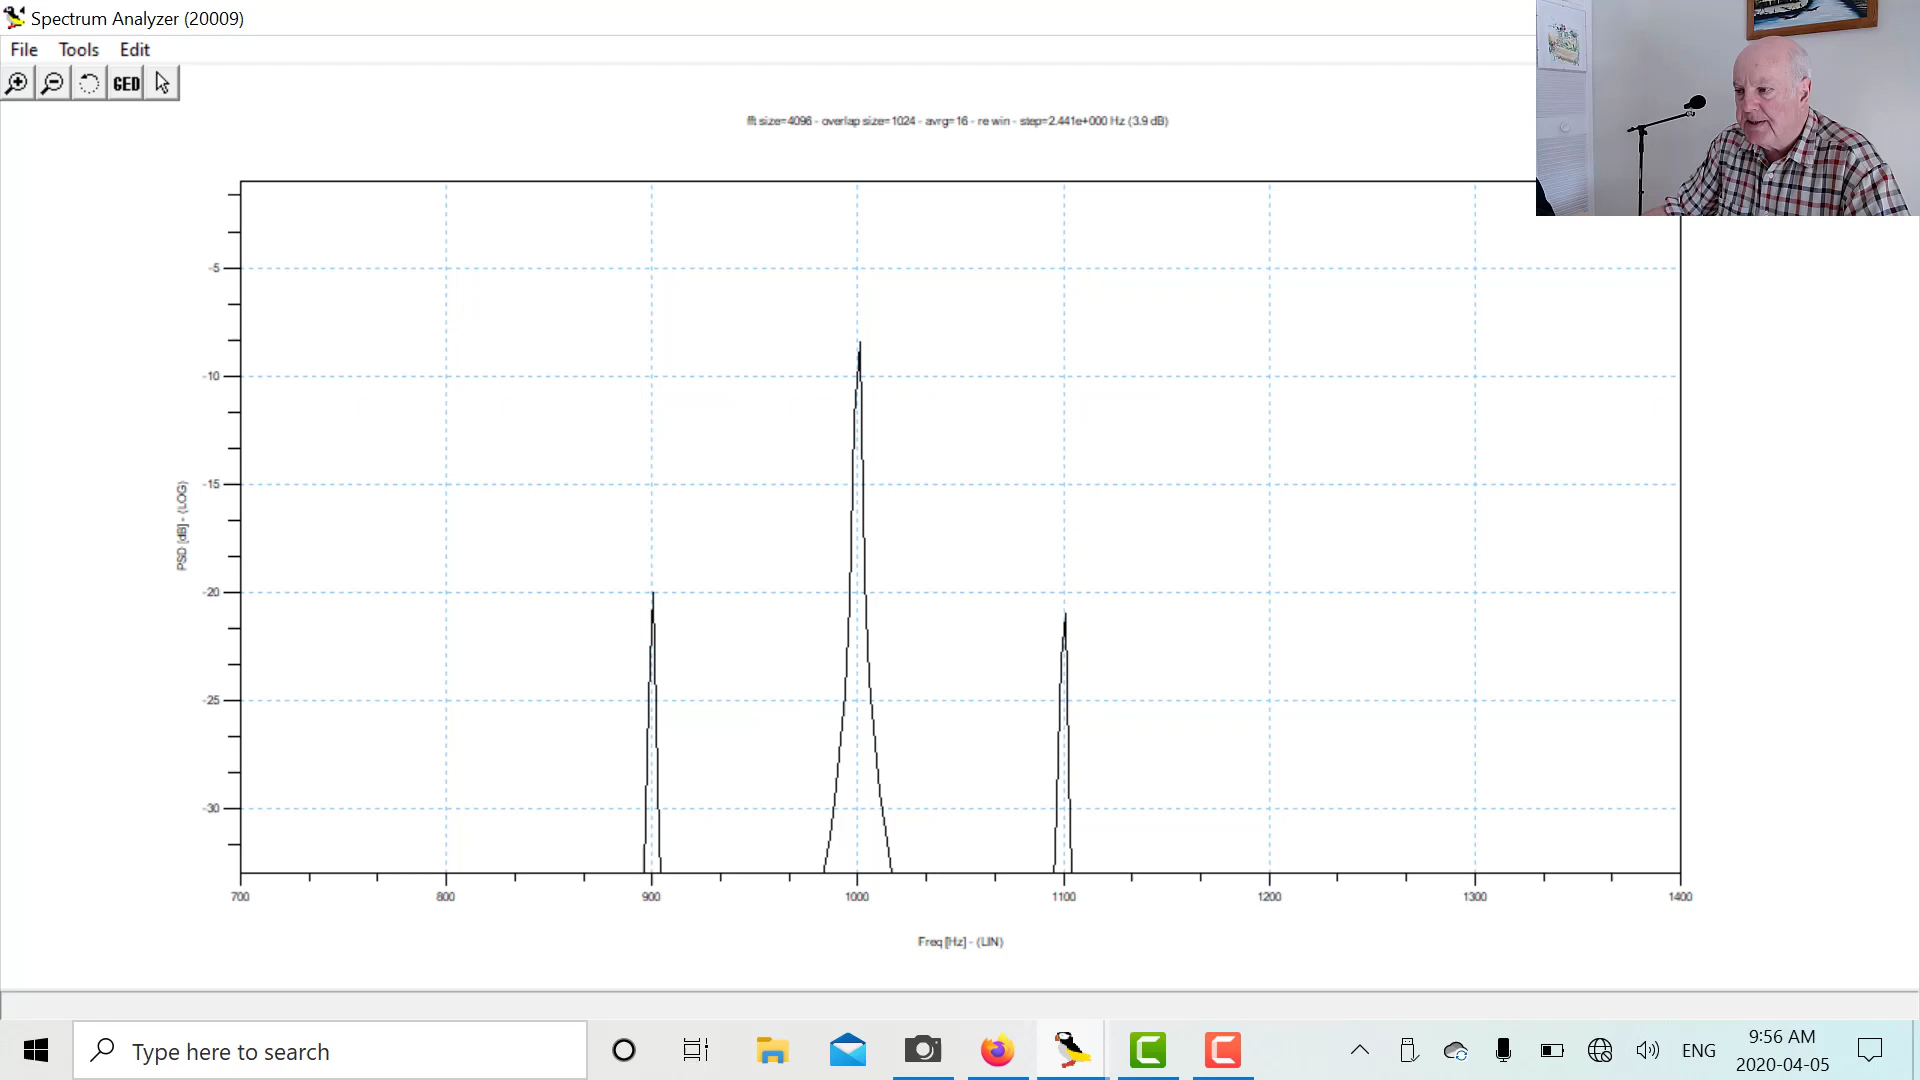 Spectrum Analyzer (20009)
File Tools Edit
GED
fft size=4096 - overlap size=1024 - avrg=16 - re win - step=2.441e+000 Hz (3.9 dB)
-5
-10
-15
-20
-25
-30
PSD [dB] - (LOG)
700 800 900 1000 1100 1200 1300 1400
Freq [Hz] - (LIN)
Type here to search
ENG
9:56 AM
2020-04-05